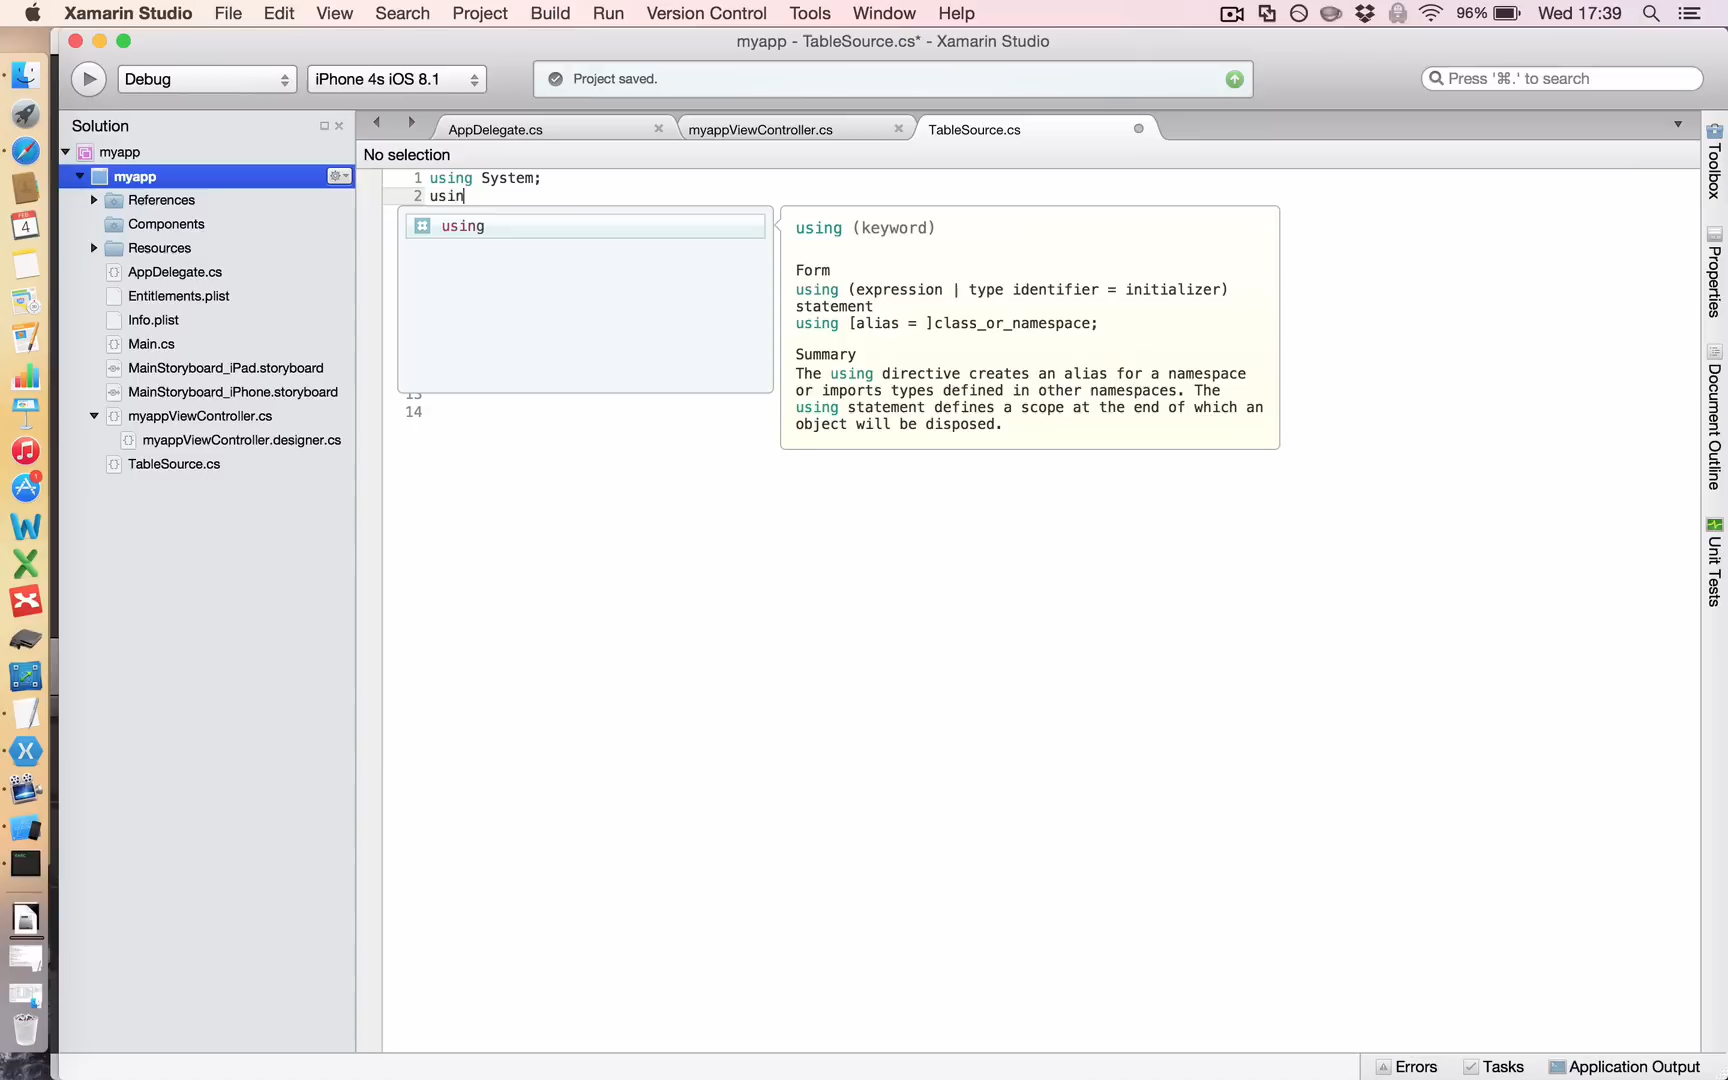 Xamarin Studio File Edit View Search Project Build Run Version Control Tools Window Help 96% Wed 17:39
myapp - TableSource.cs* - Xamarin Studio
Debug iPhone 4s iOS 8.1 Project saved. Press '⌘.' to search
Solution
myapp
myapp
References
Components
Resources
AppDelegate.cs
Entitlements.plist
Info.plist
Main.cs
MainStoryboard_iPad.storyboard
MainStoryboard_iPhone.storyboard
myappViewController.cs
myappViewController.designer.cs
TableSource.cs
AppDelegate.cs myappViewController.cs TableSource.cs
No selection
1 using System;
2 usin
using
using (keyword)
Form
using (expression | type identifier = initializer)
statement
using [alias = ]class_or_namespace;
Summary
The using directive creates an alias for a namespace
or imports types defined in other namespaces. The
using statement defines a scope at the end of which an
object will be disposed.
13
14
Toolbox
Properties
Document Outline
Unit Tests
Errors Tasks Application Output
FEB
4